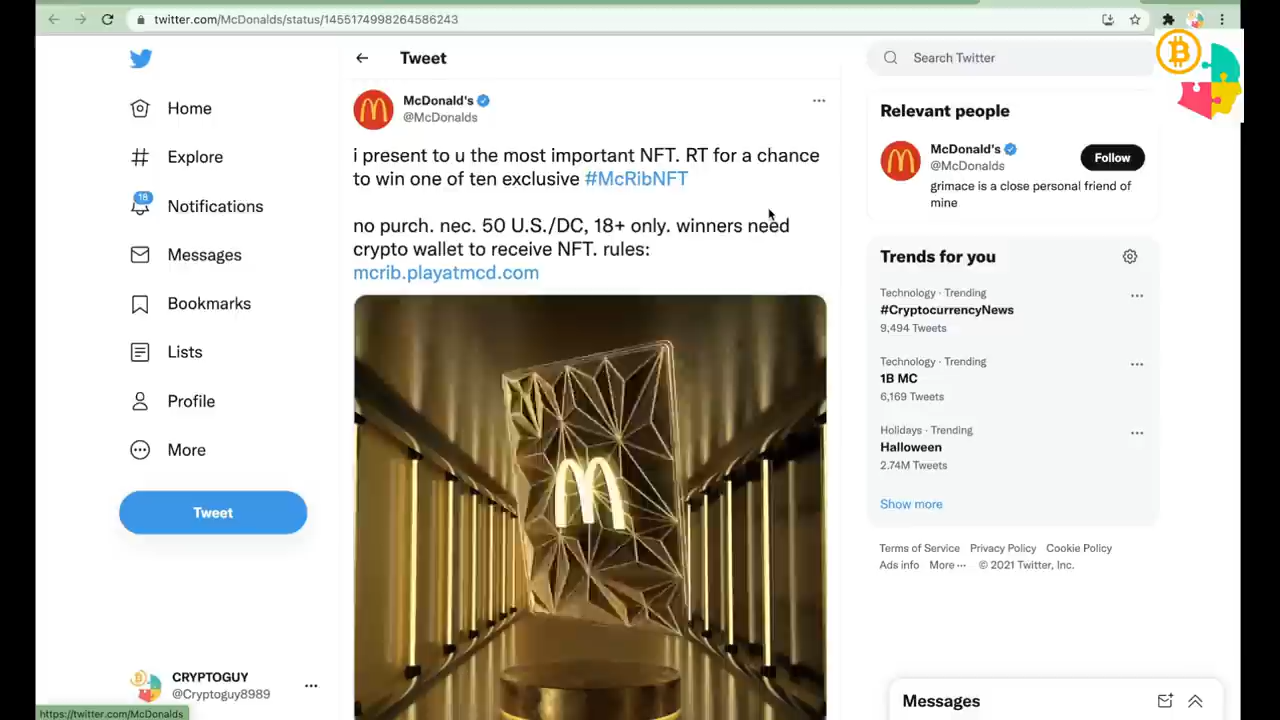 twitter.com/McDonalds/status/1455174998264586243
Home
Explore
18
Notifications
Messages
Bookmarks
Lists
Profile
More
Tweet
CRYPTOGUY
@Cryptoguy8989
https://twitter.com/McDonalds
Tweet
McDonald's
@McDonalds
i present to u the most important NFT. RT for a chance
to win one of ten exclusive #McRibNFT
no purch. nec. 50 U.S./DC, 18+ only. winners need
crypto wallet to receive NFT. rules:
mcrib.playatmcd.com
Search Twitter
Relevant people
McDonald's
@McDonalds
Follow
grimace is a close personal friend of
mine
Trends for you
Technology · Trending
#CryptocurrencyNews
9,494 Tweets
Technology · Trending
1B MC
6,169 Tweets
Holidays · Trending
Halloween
2.74M Tweets
Show more
Terms of Service Privacy Policy Cookie Policy
Ads info More ··· © 2021 Twitter, Inc.
Messages